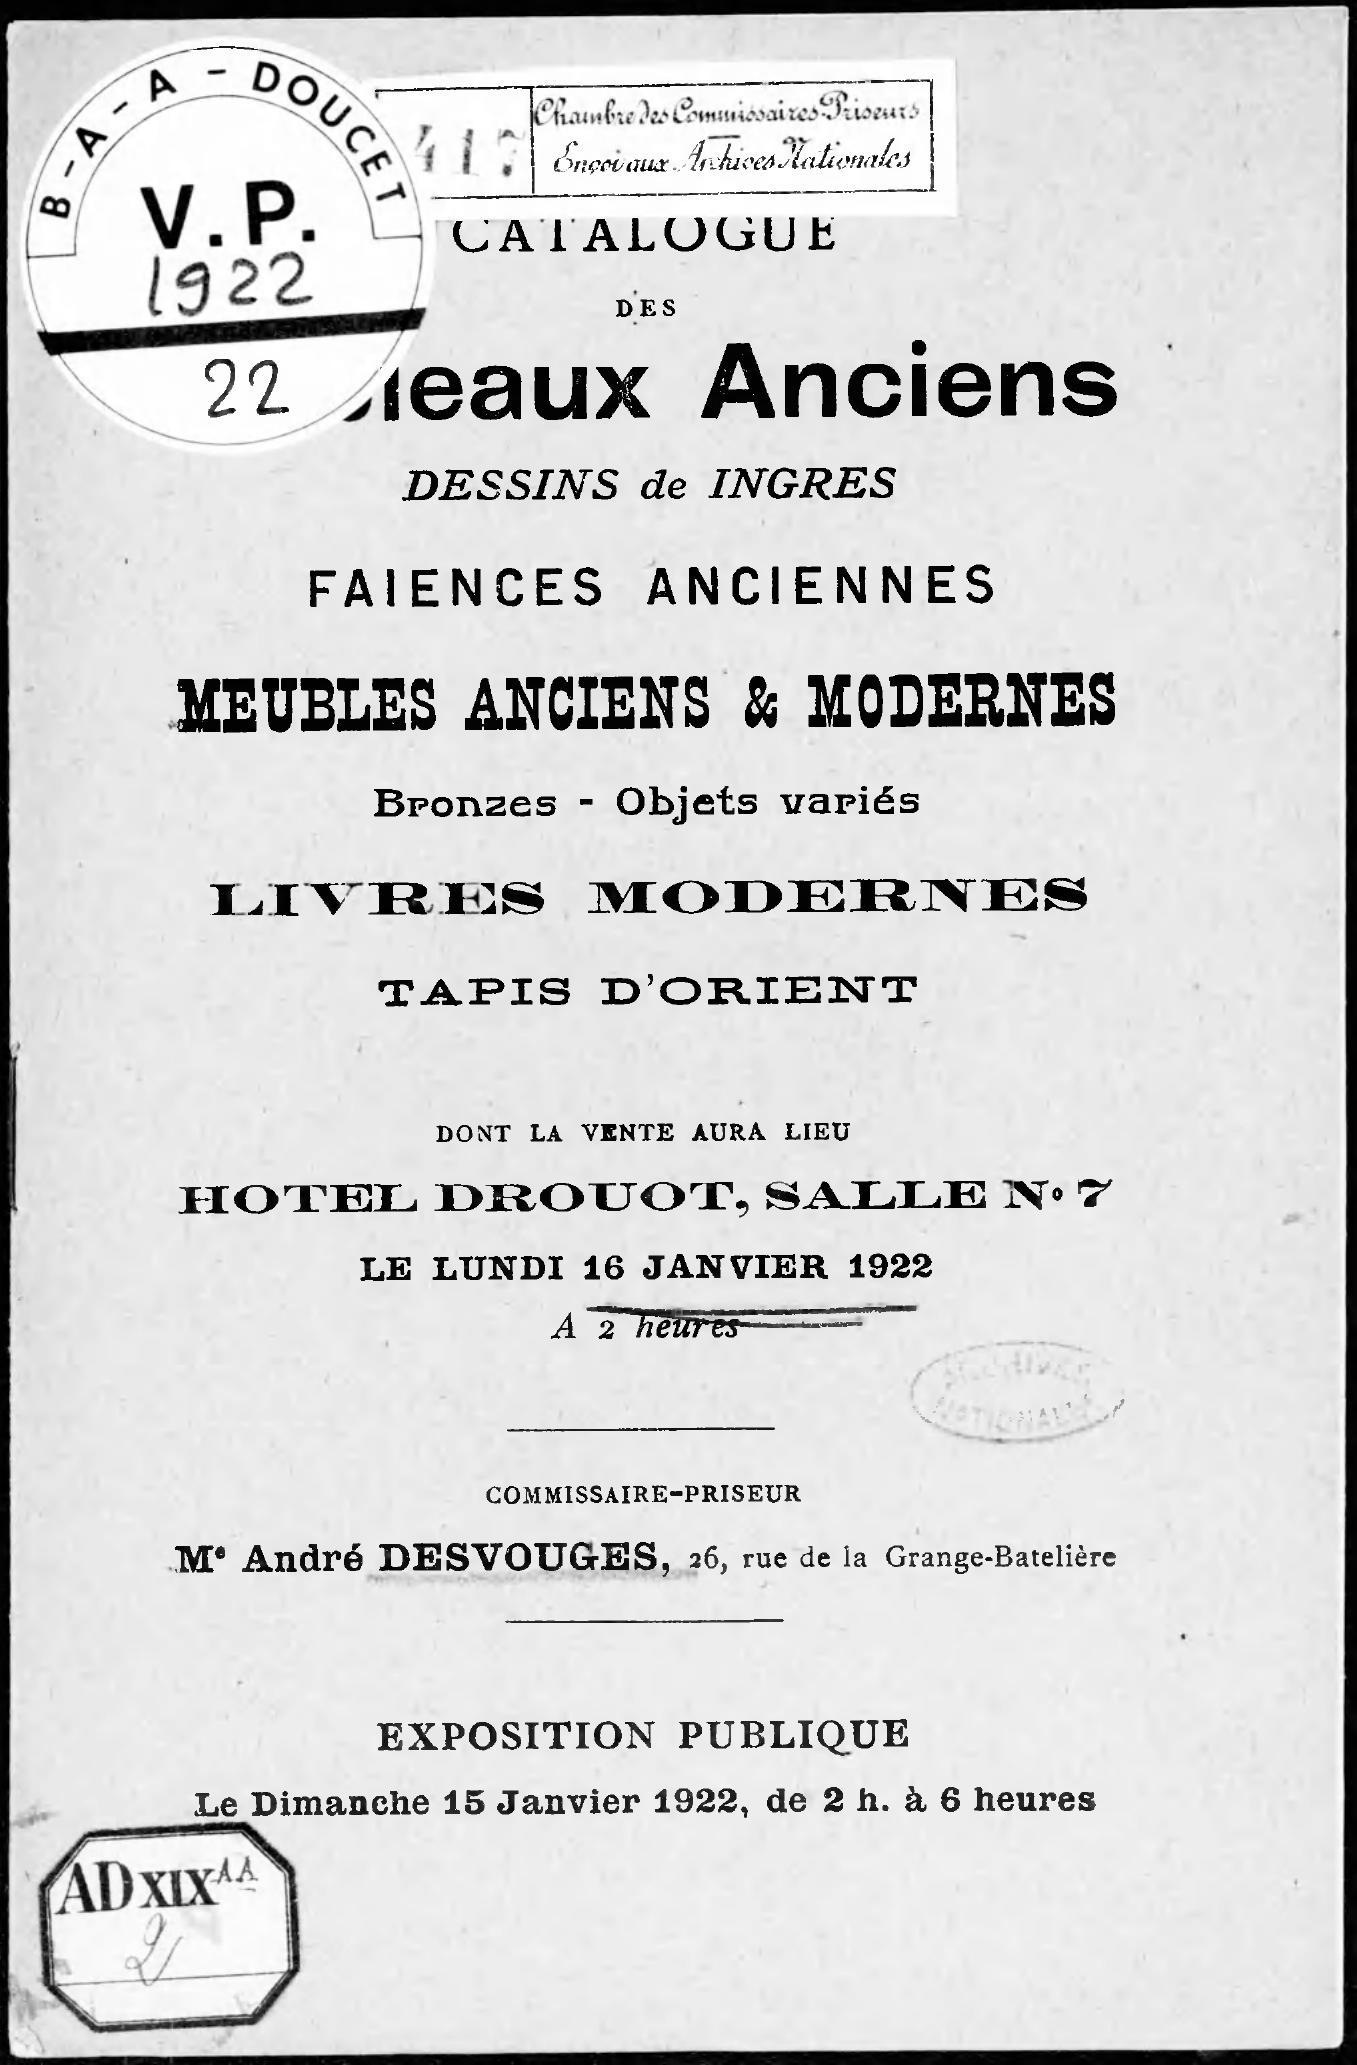 B-A-A-DOUCET
V.P.
1922
22
417
Chambre des Commissaires-Priseurs
Envoi aux Archives Nationales
CATALOGUE
DES
leaux Anciens
DESSINS de INGRES
FAIENCES ANCIENNES
MEUBLES ANCIENS & MODERNES
Bronzes - Objets variés
LIVRES MODERNES
TAPIS D'ORIENT
DONT LA VENTE AURA LIEU
HOTEL DROUOT, SALLE N° 7
LE LUNDI 16 JANVIER 1922
A 2 heures
ARCHIVES
NATIONALES
COMMISSAIRE-PRISEUR
Me André DESVOUGES, 26, rue de la Grange-Batelière
EXPOSITION PUBLIQUE
Le Dimanche 15 Janvier 1922, de 2 h. à 6 heures
AD XIX AA
2